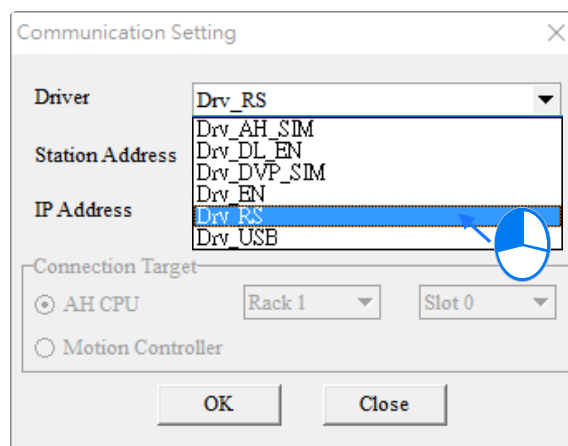 Communication Setting
Driver
Drv_RS
Drv_AH_SIM
Drv_DL_EN
Drv_DVP_SIM
Drv_EN
Drv_RS
Drv_USB
Station Address
IP Address
Connection Target
AH CPU Rack 1 Slot 0
Motion Controller
OK Close